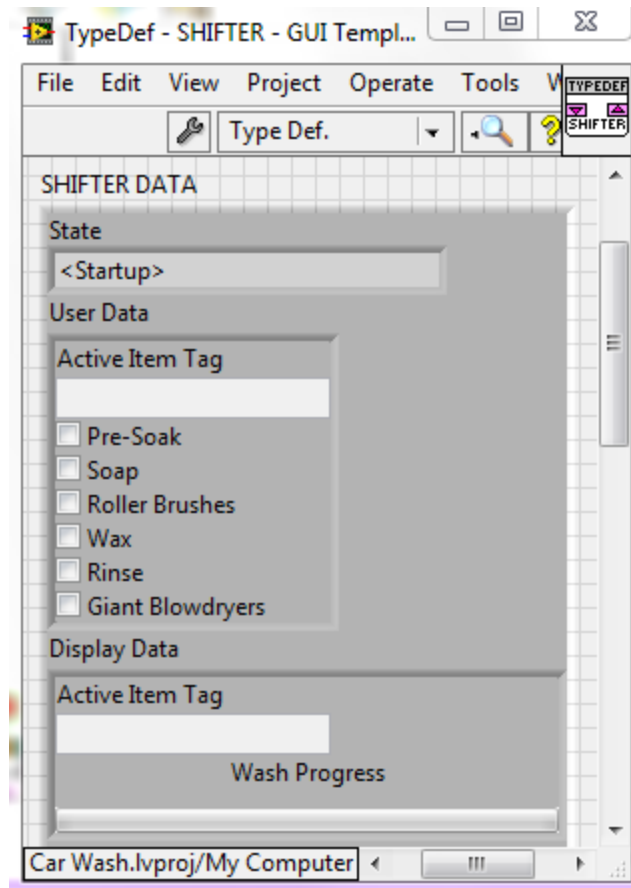 TypeDef - SHIFTER - GUI Templ...
File Edit View Project Operate Tools W
TYPEDEF
SHIFTER
Type Def.
?
SHIFTER DATA
State
<Startup>
User Data
Active Item Tag
Pre-Soak
Soap
Roller Brushes
Wax
Rinse
Giant Blowdryers
Display Data
Active Item Tag
Wash Progress
Car Wash.lvproj/My Computer